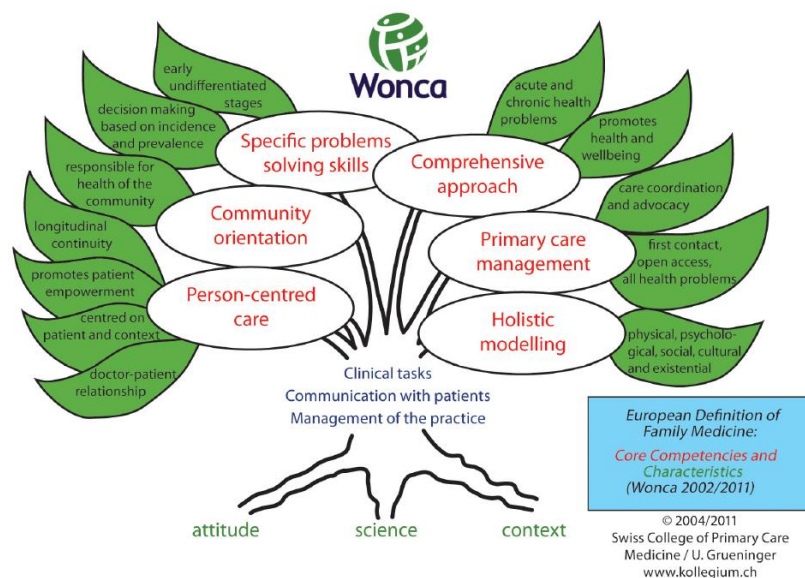 Wonca
early
undifferentiated
stages
decision making
based on incidence
and prevalence
responsible for
health of the
community
longitudinal
continuity
promotes patient
empowerment
centred on
patient and context
doctor-patient
relationship
Specific problems
solving skills
Community
orientation
Person-centred
care
acute and
chronic health
problems
promotes
health and
wellbeing
care coordination
and advocacy
first contact,
open access,
all health problems
physical, psycholo-
gical, social, cultural
and existential
Comprehensive
approach
Primary care
management
Holistic
modelling
Clinical tasks
Communication with patients
Management of the practice
attitude
science
context
European Definition of
Family Medicine:
Core Competencies and
Characteristics
(Wonca 2002/2011)
© 2004/2011
Swiss College of Primary Care
Medicine / U. Grueninger
www.kollegium.ch